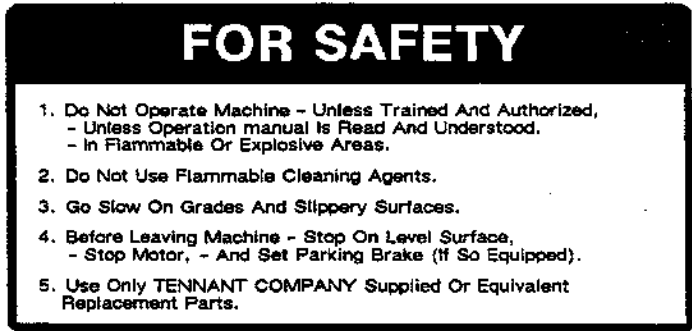 FOR SAFETY
1. Do Not Operate Machine - Unless Trained And Authorized,
- Unless Operation manual Is Read And Understood.
- In Flammable Or Explosive Areas.
2. Do Not Use Flammable Cleaning Agents.
3. Go Slow On Grades And Slippery Surfaces.
4. Before Leaving Machine - Stop On Level Surface,
- Stop Motor, - And Set Parking Brake (If So Equipped).
5. Use Only TENNANT COMPANY Supplied Or Equivalent
Replacement Parts.